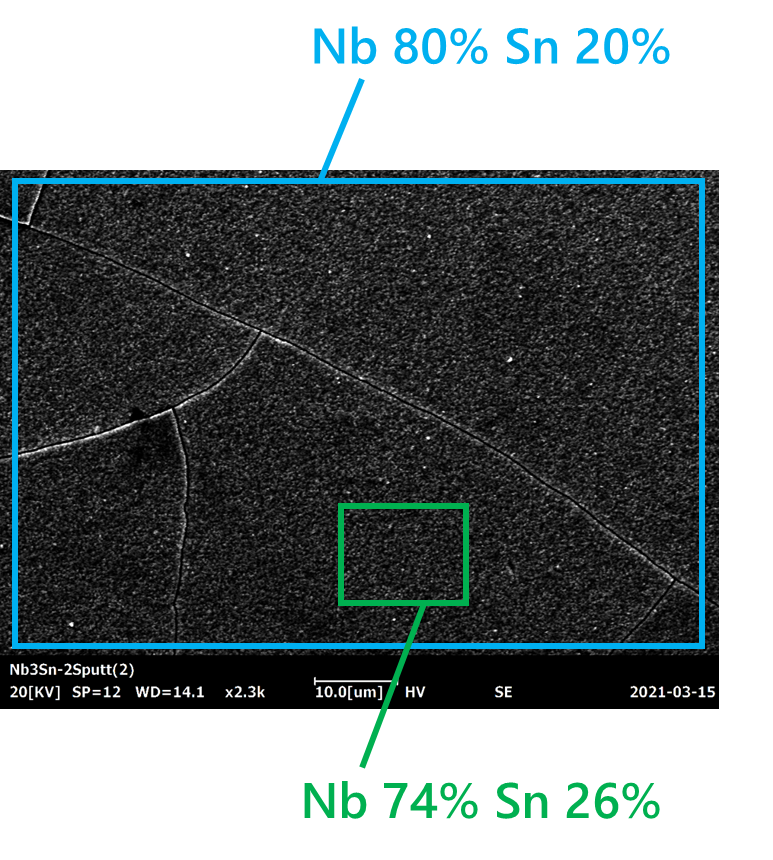 Nb 80% Sn 20%
Nb3Sn-2Sputt(2)
20[KV] SP=12 WD=14.1 x2.3k 10.0[um] HV SE 2021-03-15
Nb 74% Sn 26%